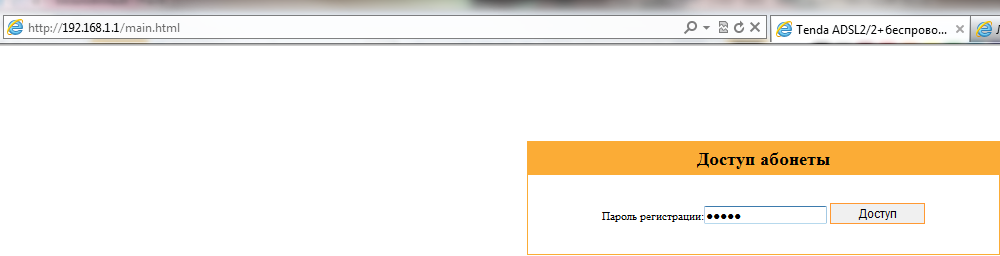 http://192.168.1.1/main.html
Tenda ADSL2/2+ беспрово...
Доступ абонеты
Пароль регистрации:
Доступ